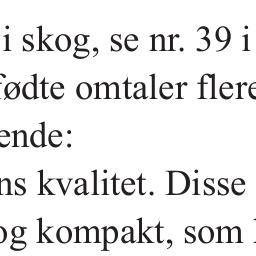 i skog, se nr. 39 i
fødte omtaler flere
ende:
ns kvalitet. Disse
og kompakt, som